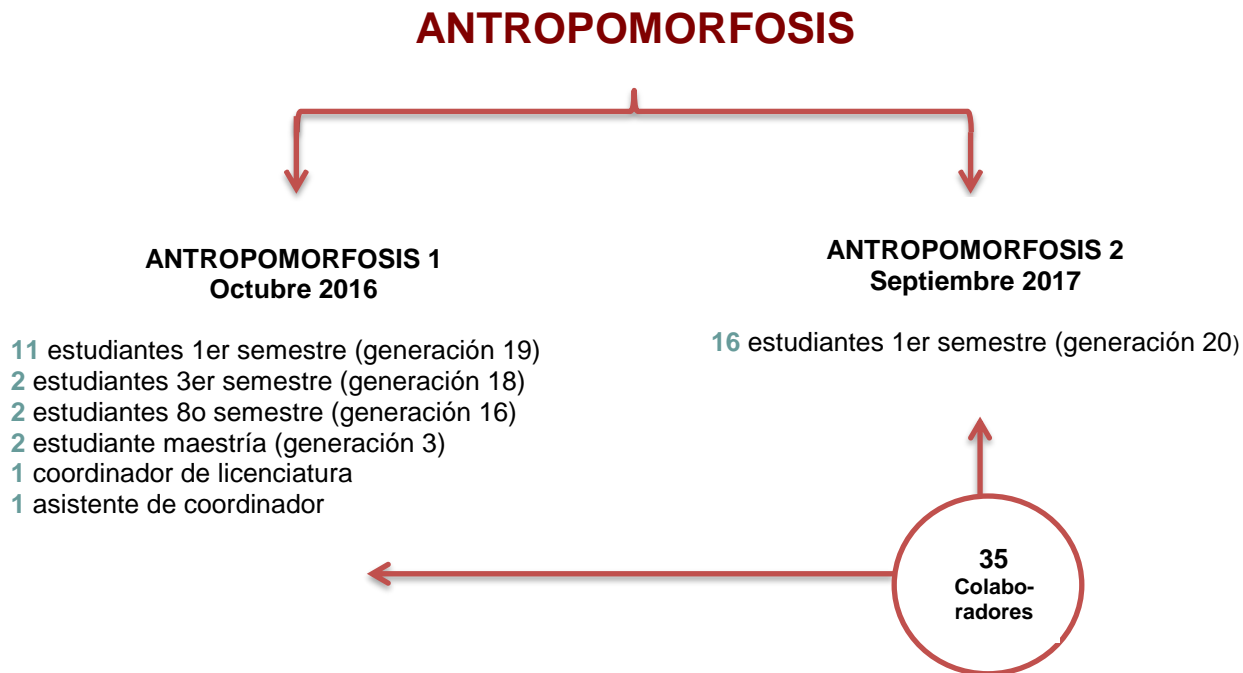 ANTROPOMORFOSIS
ANTROPOMORFOSIS 1
Octubre 2016
11 estudiantes 1er semestre (generación 19)
2 estudiantes 3er semestre (generación 18)
2 estudiantes 8o semestre (generación 16)
2 estudiante maestría (generación 3)
1 coordinador de licenciatura
1 asistente de coordinador
ANTROPOMORFOSIS 2
Septiembre 2017
16 estudiantes 1er semestre (generación 20)
35
Colabo-
radores